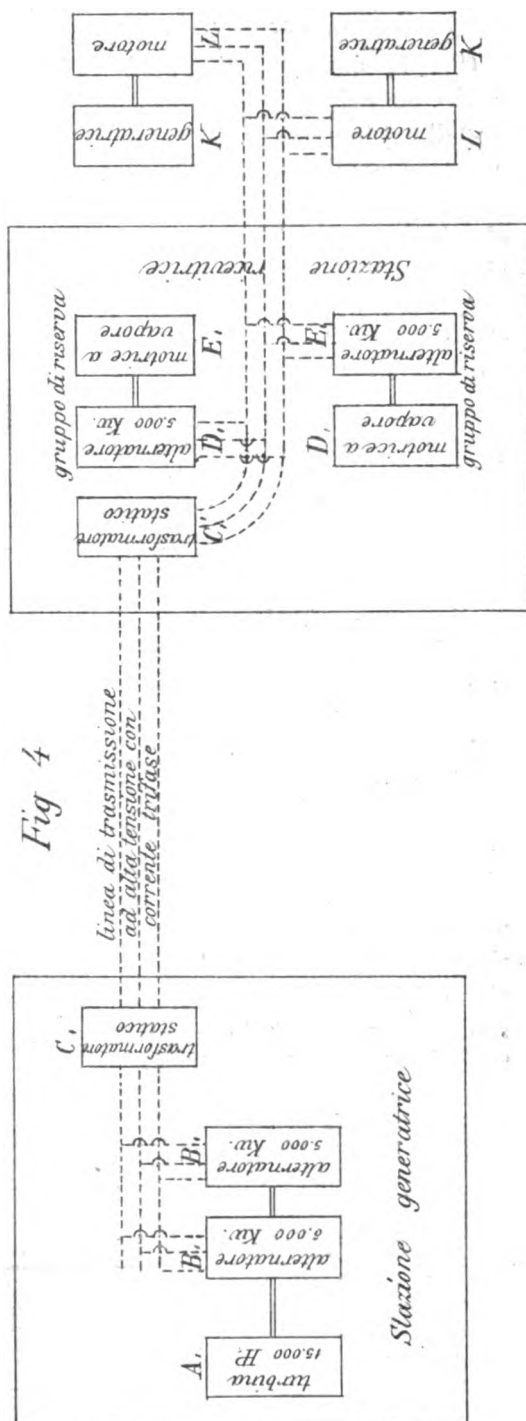 Fig 4
linea di trasmissione
ad alta tensione con
corrente trifase
A,
turbina
15.000 HP.
B,
alternatore
6.000 Kw.
B,
alternatore
5.000 Kw.
C,
trasformatore
statico
Stazione generatrice
trasformatore
statico
C,
gruppo di riserva
alternatore
5.000 Kw.
D,
motrice a
vapore
E,
Stazione ricevitrice
D,
motrice a
vapore
E,
alternatore
5.000 Kw.
gruppo di riserva
generatrice
K
motore
L
motore
L
generatrice
K